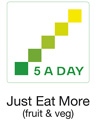 5 A DAY
Just Eat More
(fruit & veg)